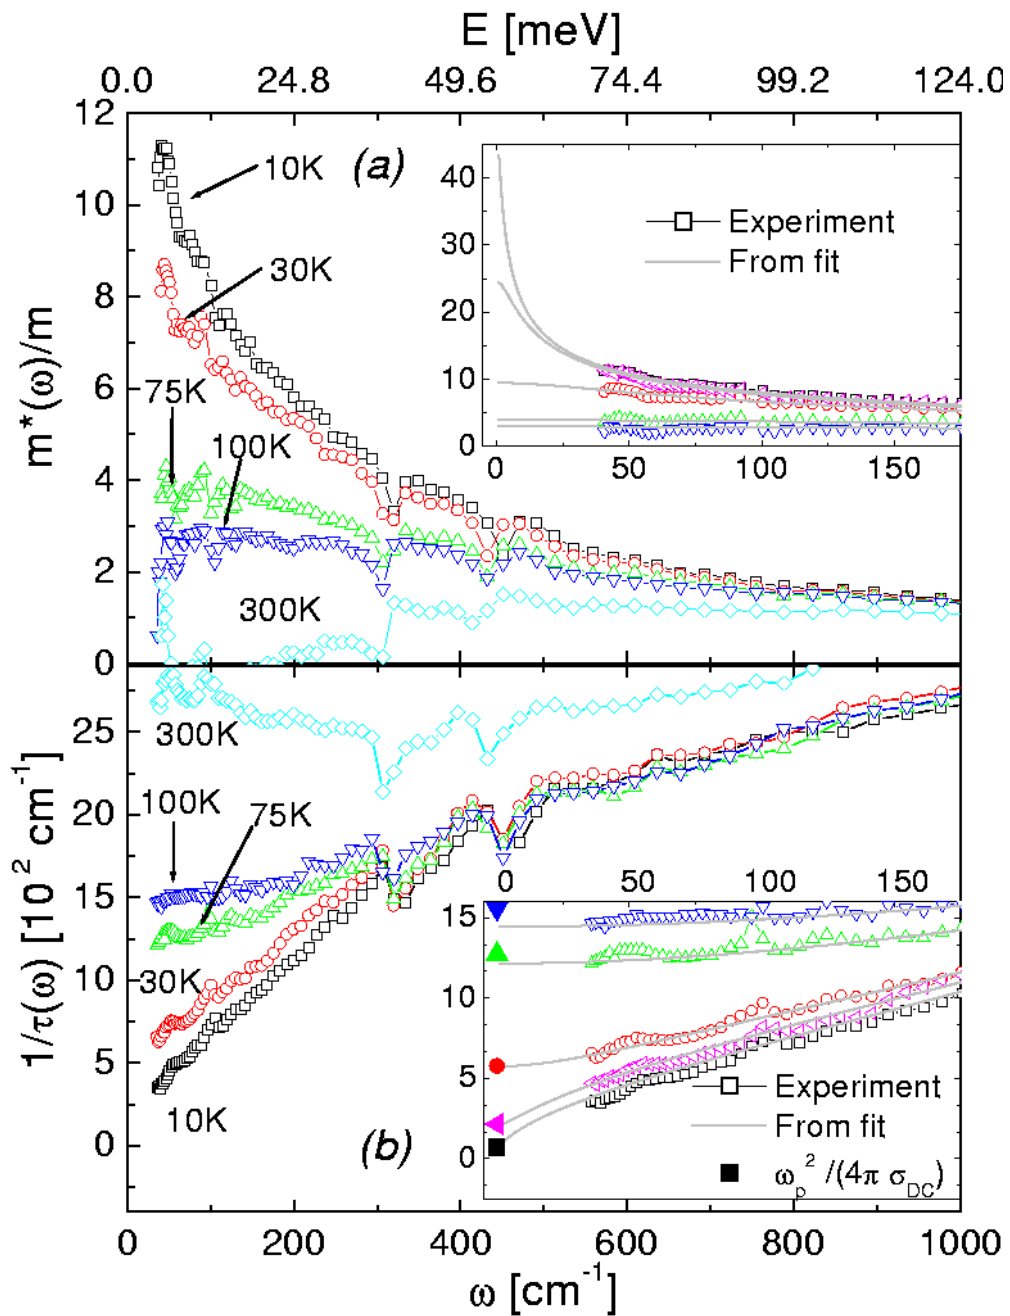 E [meV]
0.0 24.8 49.6 74.4 99.2 124.0
12
10
8
6
4
2
0
m*(ω)/m
(a)
10K
30K
75K
100K
300K
40
30
20
10
0
0 50 100 150
Experiment
From fit
25
20
15
10
5
0
1/τ(ω) [10² cm⁻¹]
300K
100K
75K
30K
10K
(b)
0 50 100 150
15
10
5
0
Experiment
From fit
ωₚ²/(4π σ_DC)
0 200 400 600 800 1000
ω [cm⁻¹]